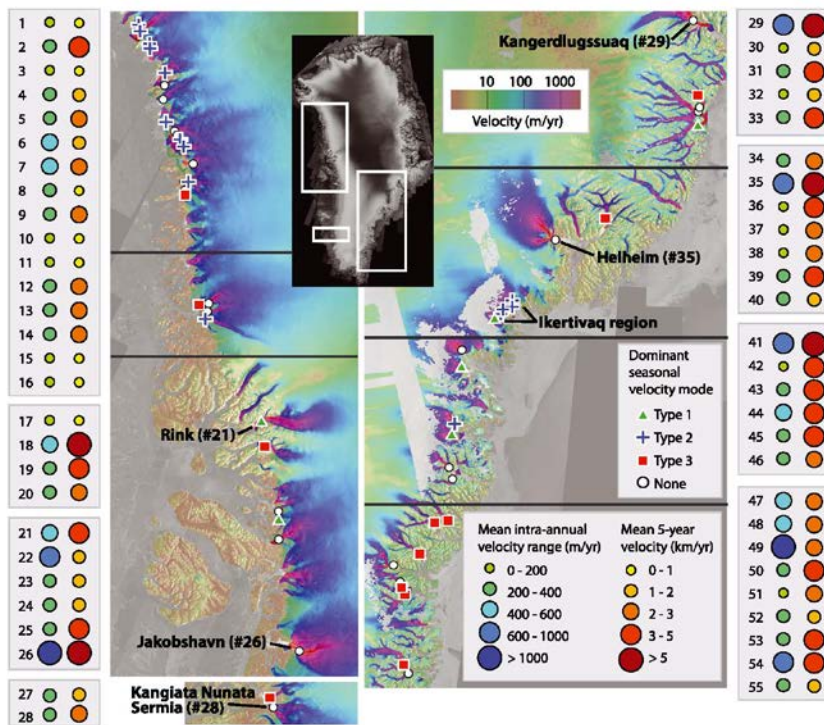 1
2
3
4
5
6
7
8
9
10
11
12
13
14
15
16
17
18
19
20
21
22
23
24
25
26
27
28
Kangerdlugssuaq (#29)
10 100 1000
Velocity (m/yr)
Helheim (#35)
Ikertivaq region
Rink (#21)
Jakobshavn (#26)
Kangiata Nunata
Sermia (#28)
Dominant
seasonal
velocity mode
Type 1
Type 2
Type 3
None
Mean intra-annual
velocity range (m/yr)
0 - 200
200 - 400
400 - 600
600 - 1000
> 1000
Mean 5-year
velocity (km/yr)
0 - 1
1 - 2
2 - 3
3 - 5
> 5
29
30
31
32
33
34
35
36
37
38
39
40
41
42
43
44
45
46
47
48
49
50
51
52
53
54
55